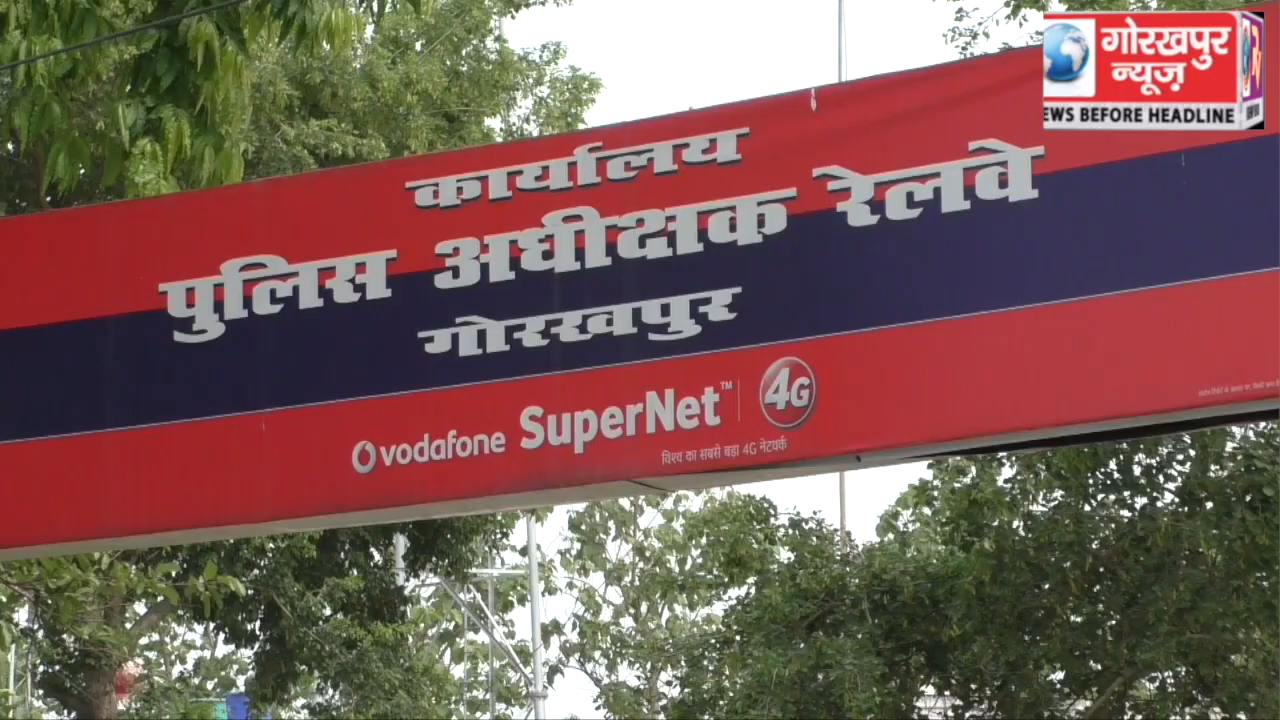 गोरखपुर
न्यूज़
EWS BEFORE HEADLINE
कार्यालय
पुलिस अधीक्षक रेलवे
गोरखपुर
vodafone SuperNet™ 4G
विश्व का सबसे बड़ा 4G नेटवर्क